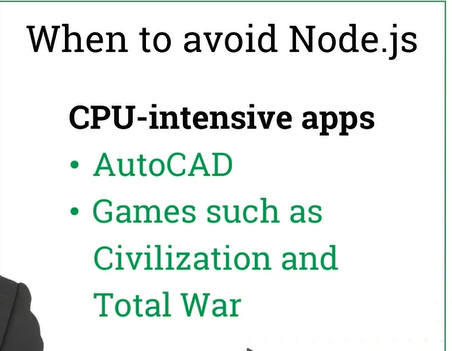 When to avoid Node.js
CPU-intensive apps
• AutoCAD
• Games such as
Civilization and
Total War